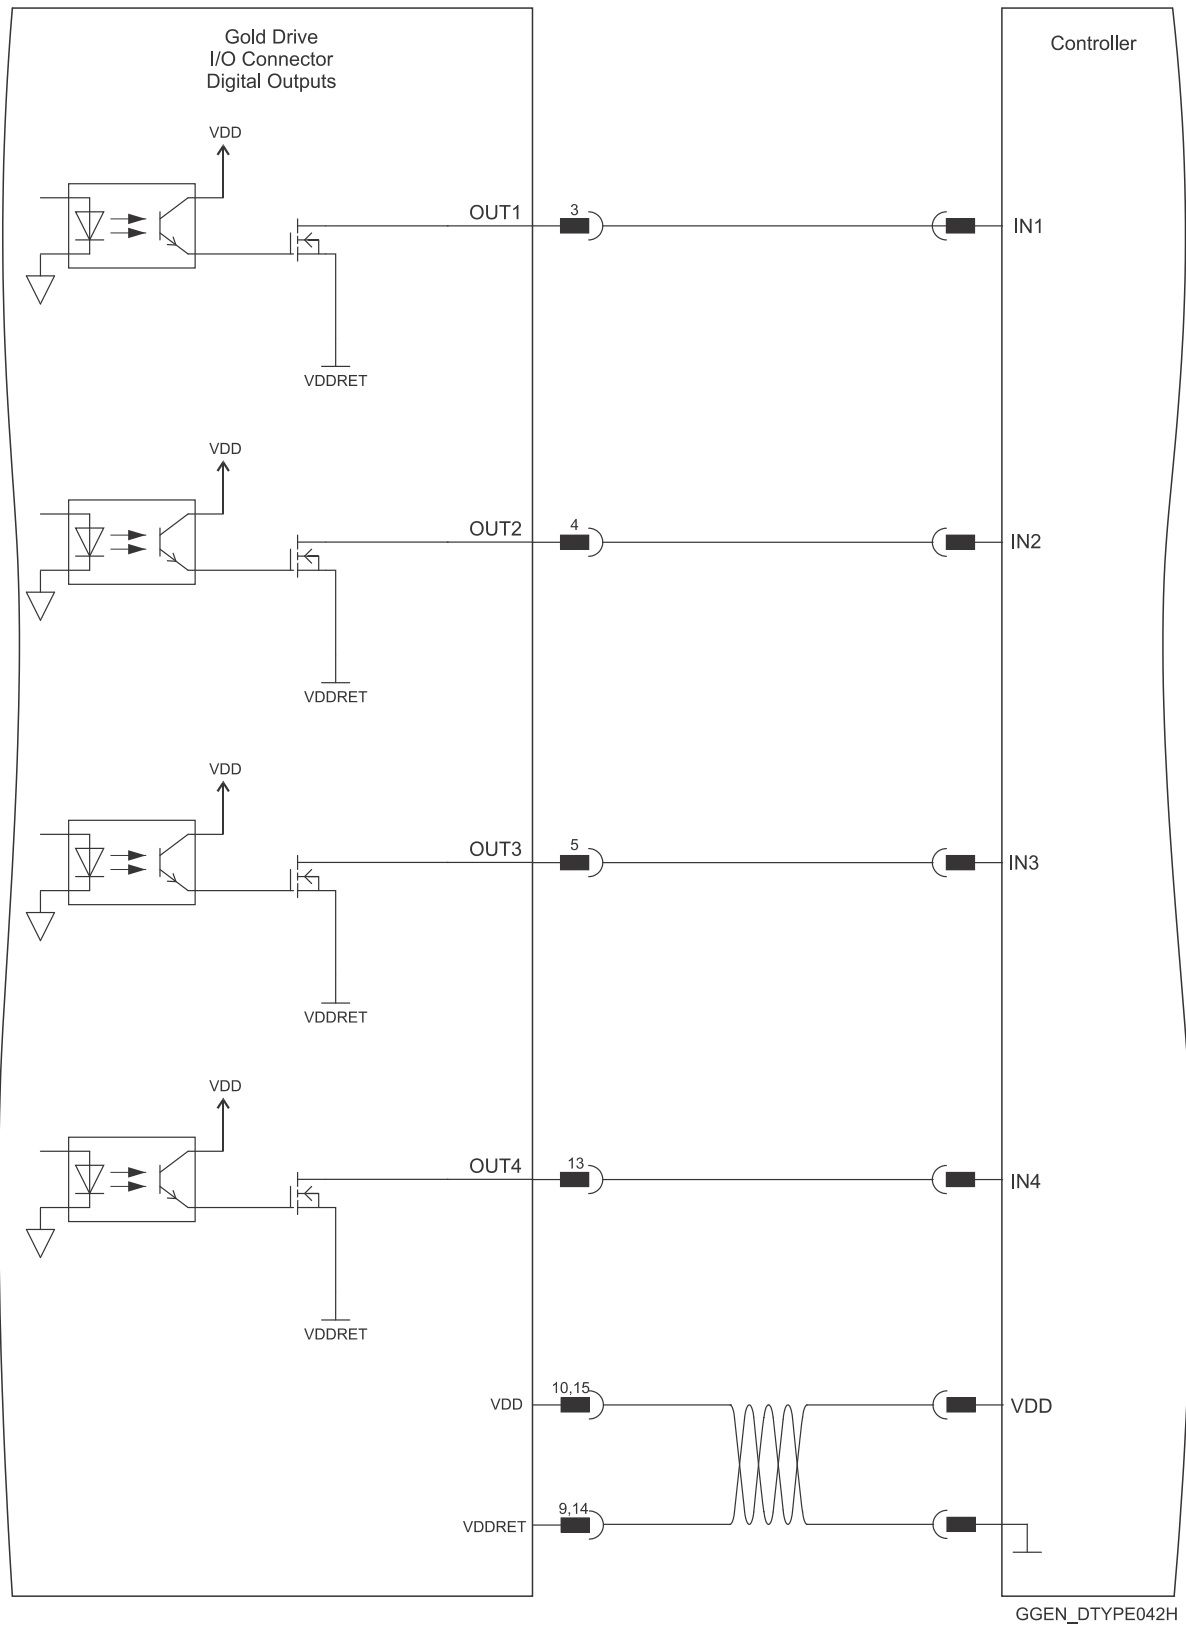 Gold Drive
I/O Connector
Digital Outputs
Controller
VDD
OUT1
3
IN1
VDDRET
VDD
OUT2
4
IN2
VDDRET
VDD
OUT3
5
IN3
VDDRET
VDD
OUT4
13
IN4
VDDRET
VDD
10,15
VDD
VDDRET
9,14
GGEN_DTYPE042H